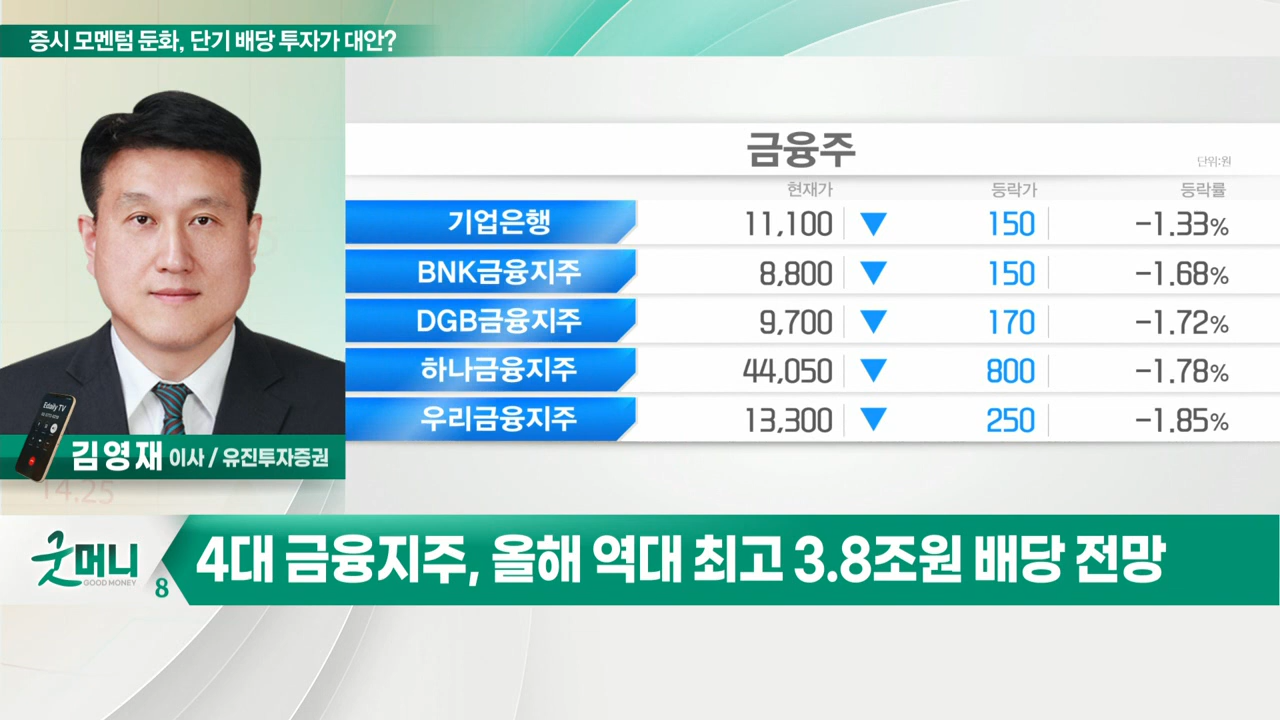 증시 모멘텀 둔화, 단기 배당 투자가 대안?
금융주
단위:원
현재가 등락가 등락률
기업은행 11,100 ▼ 150 -1.33%
BNK금융지주 8,800 ▼ 150 -1.68%
DGB금융지주 9,700 ▼ 170 -1.72%
하나금융지주 44,050 ▼ 800 -1.78%
우리금융지주 13,300 ▼ 250 -1.85%
Edaily TV
김영재 이사 / 유진투자증권
14.25
굿머니
GOOD MONEY
8
4대 금융지주, 올해 역대 최고 3.8조원 배당 전망